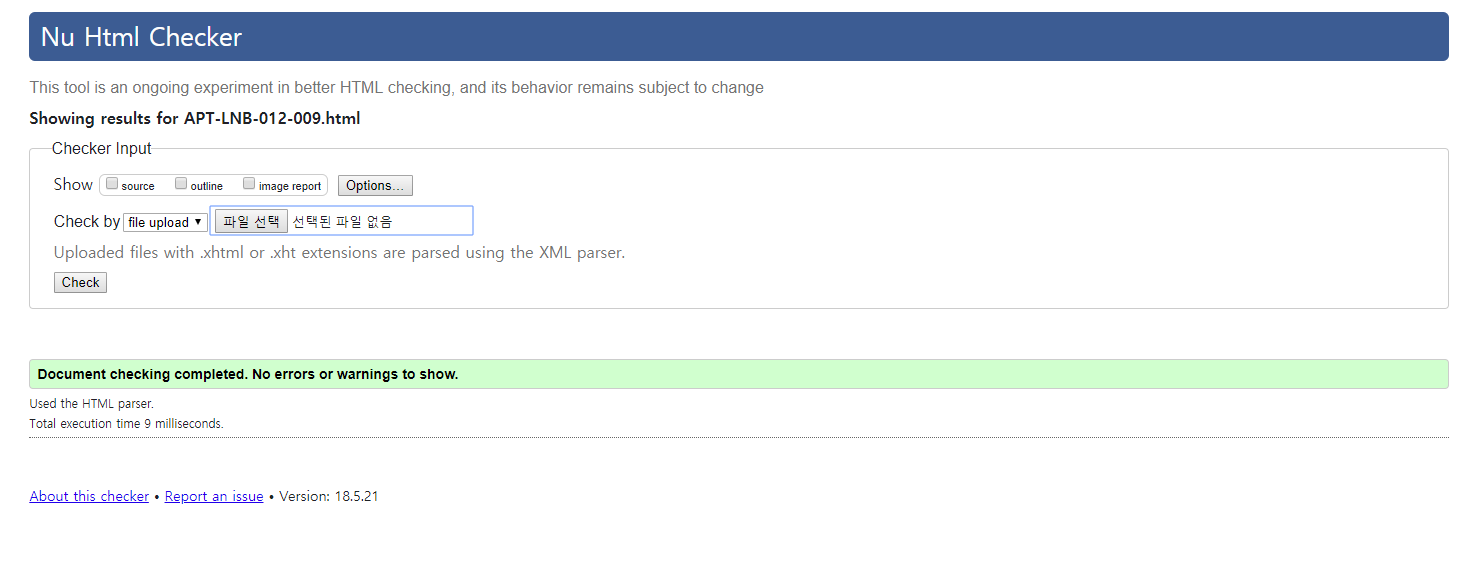 Nu Html Checker
This tool is an ongoing experiment in better HTML checking, and its behavior remains subject to change
Showing results for APT-LNB-012-009.html
Checker Input
Show source outline image report Options...
Check by file upload ▼ 파일 선택 선택된 파일 없음
Uploaded files with .xhtml or .xht extensions are parsed using the XML parser.
Check
Document checking completed. No errors or warnings to show.
Used the HTML parser.
Total execution time 9 milliseconds.
About this checker • Report an issue • Version: 18.5.21